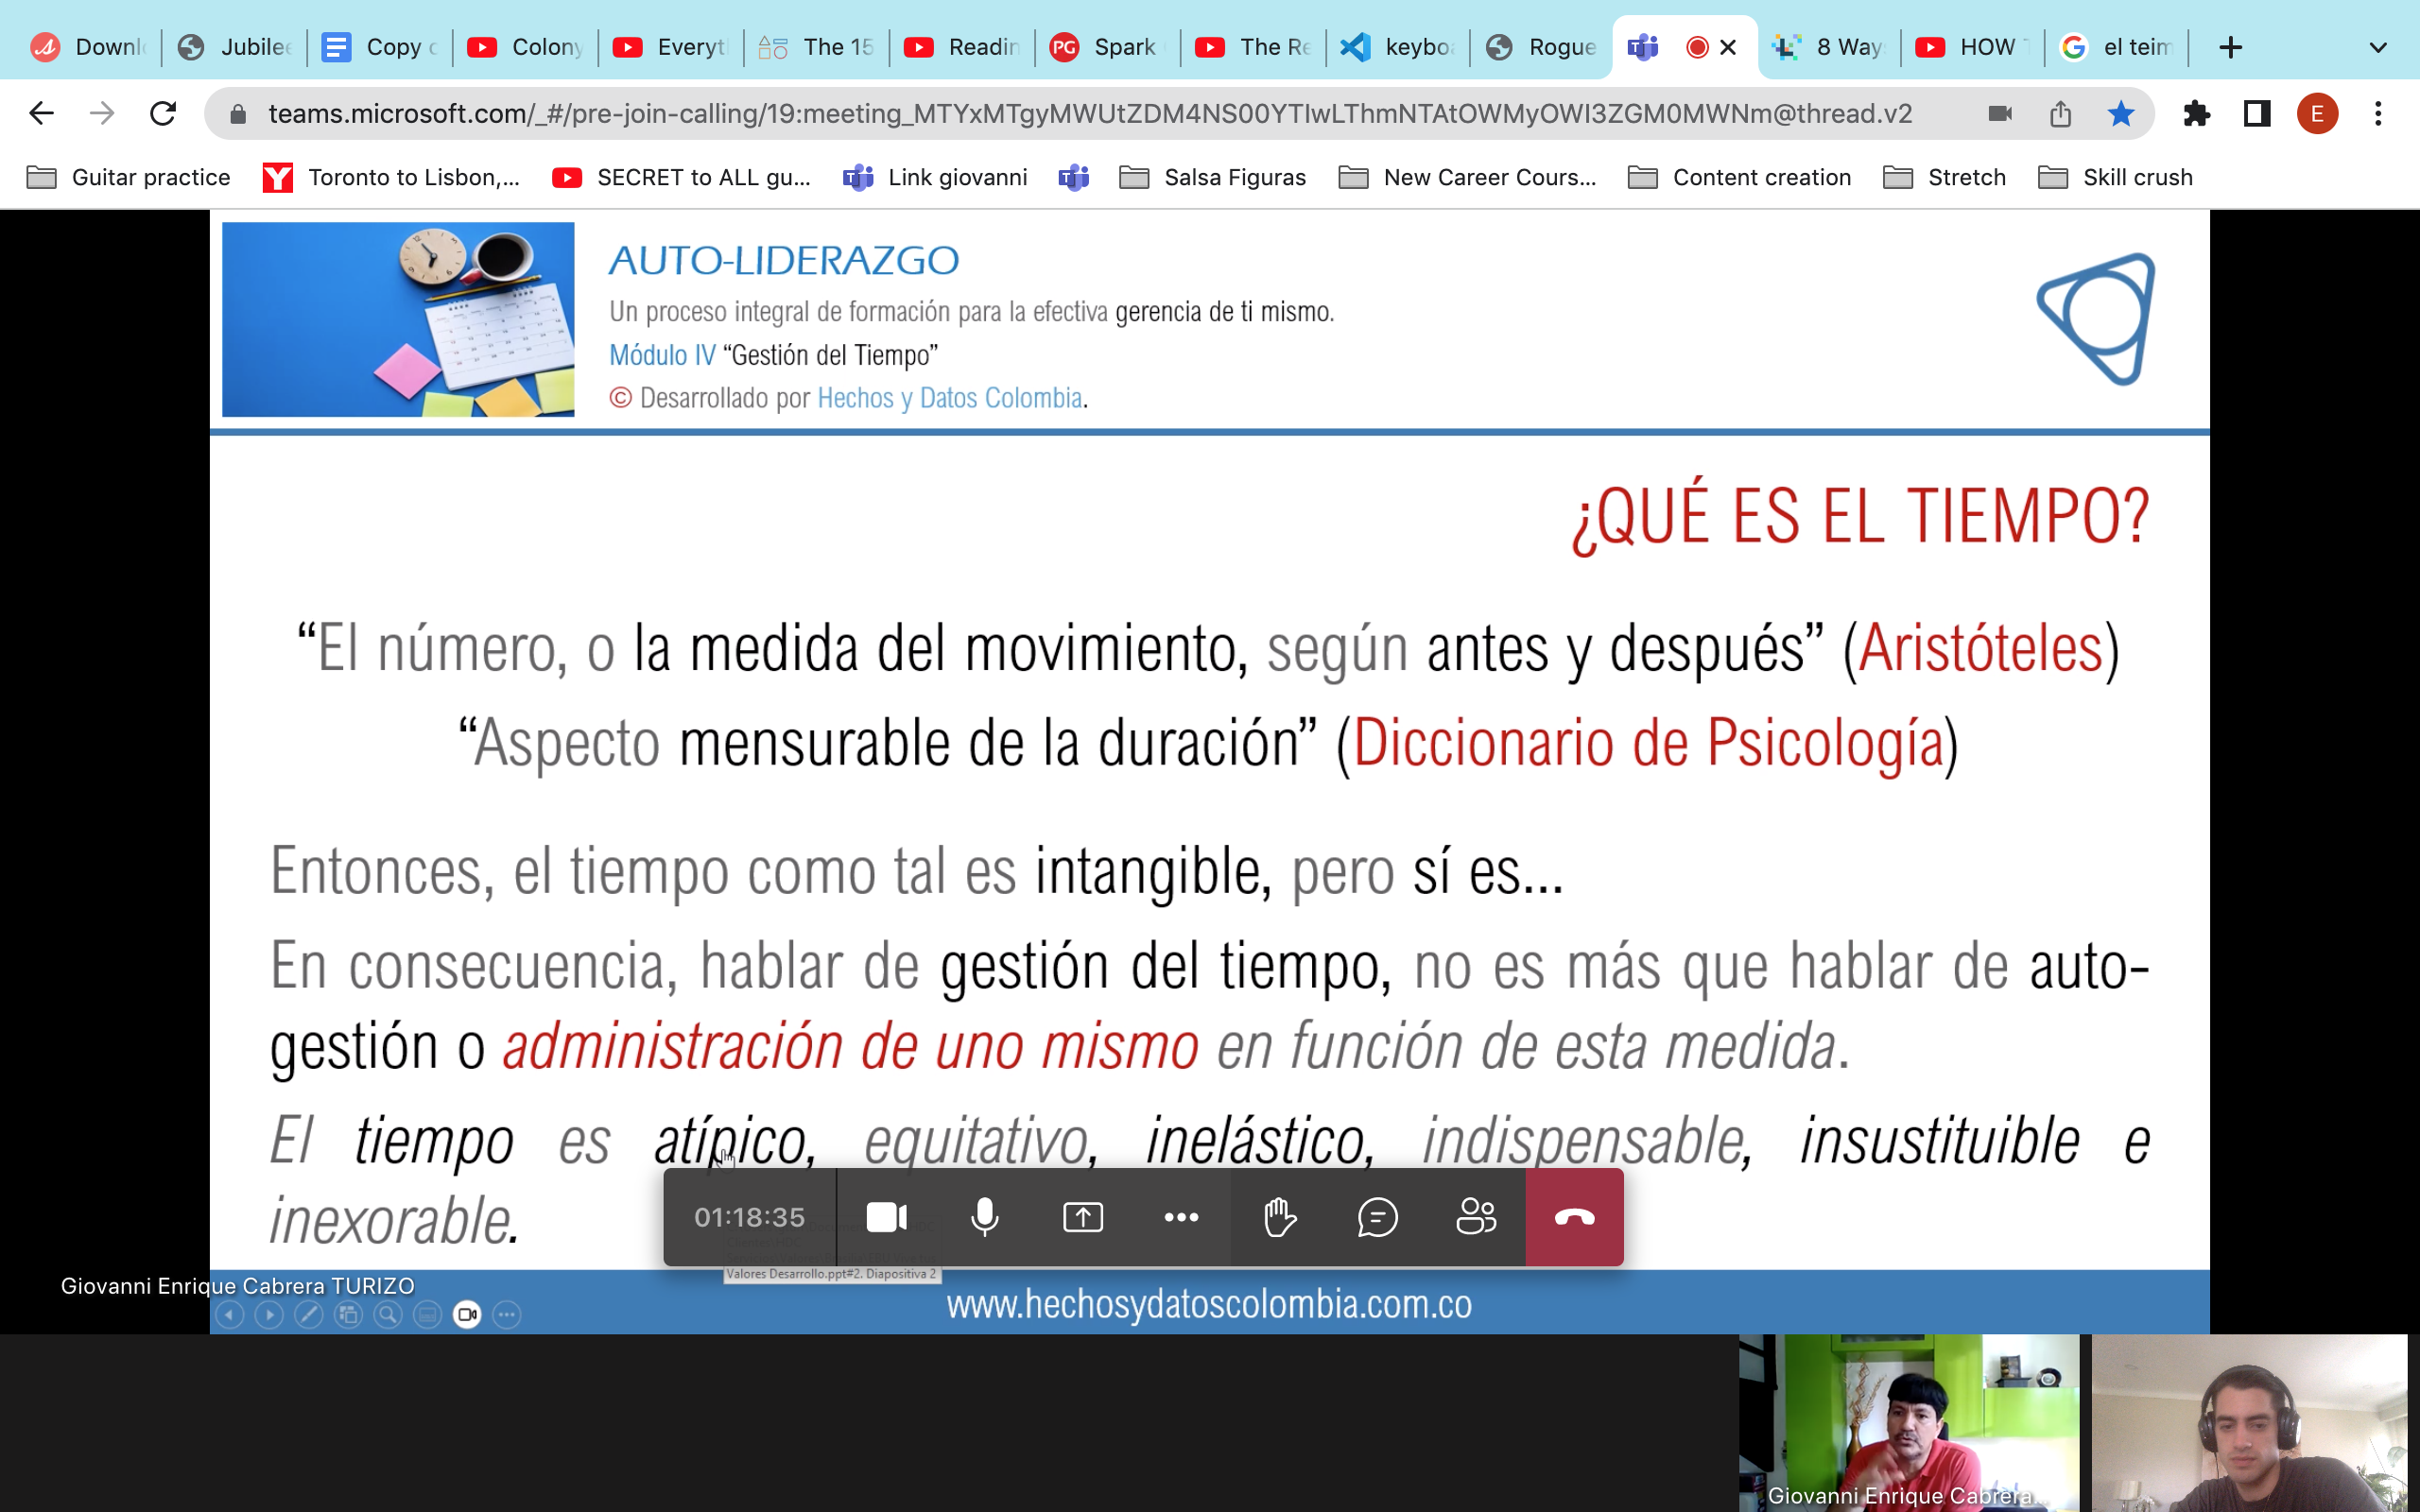 Downl
Jubilee
Copy
Colony
Everyt
The 15
Readin
Spark
The Re
keybo
Rogue
8 Way
HOW
el teim
teams.microsoft.com/_#/pre-join-calling/19:meeting_MTYxMTgyMWUtZDM4NS00YTIwLThmNTAtOWMyOWI3ZGM0MWNm@thread.v2
E
Guitar practice
Toronto to Lisbon,...
SECRET to ALL gu...
Link giovanni
Salsa Figuras
New Career Cours...
Content creation
Stretch
Skill crush
AUTO-LIDERAZGO
Un proceso integral de formación para la efectiva gerencia de ti mismo.
Módulo IV “Gestión del Tiempo”
© Desarrollado por Hechos y Datos Colombia.
¿QUÉ ES EL TIEMPO?
“El número, o la medida del movimiento, según antes y después” (Aristóteles)
“Aspecto mensurable de la duración” (Diccionario de Psicología)
Entonces, el tiempo como tal es intangible, pero sí es...
En consecuencia, hablar de gestión del tiempo, no es más que hablar de auto-
gestión o administración de uno mismo en función de esta medida.
El tiempo es atípico, equitativo, inelástico, indispensable, insustituible e
inexorable.
01:18:35
Valores Desarrollo.ppt#2. Diapositiva 2
Giovanni Enrique Cabrera TURIZO
www.hechosydatoscolombia.com.co
Giovanni Enrique Cabrera...